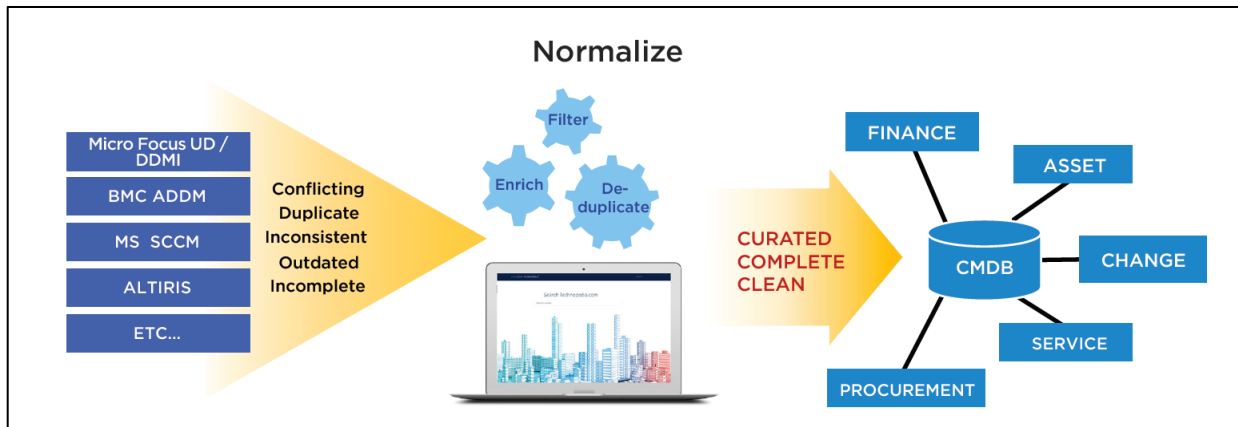 Normalize
Micro Focus UD /
DDMI
BMC ADDM
MS SCCM
ALTIRIS
ETC...
Conflicting
Duplicate
Inconsistent
Outdated
Incomplete
Filter
Enrich
De-
duplicate
Search Technopedia.com
CURATED
COMPLETE
CLEAN
FINANCE
ASSET
CMDB
CHANGE
SERVICE
PROCUREMENT